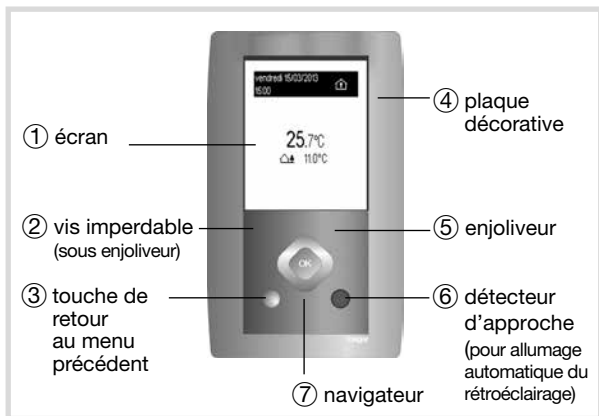 vendredi 15/03/2013
15:00
25.7°C
11.0°C
OK
① écran
② vis imperdable
(sous enjoliveur)
③ touche de
retour
au menu
précédent
④ plaque
décorative
⑤ enjoliveur
⑥ détecteur
d'approche
(pour allumage
automatique du
rétroéclairage)
⑦ navigateur